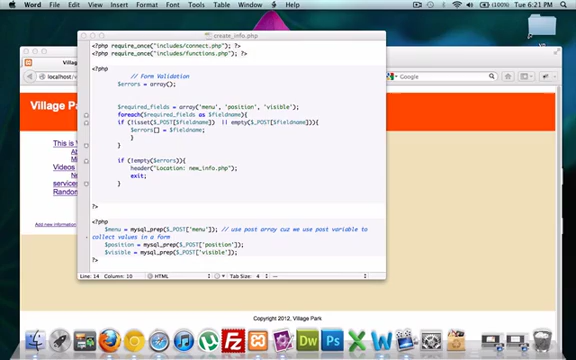 Word File Edit View Insert Format Font Tools Table Window Help (100%) Tue 6:21 PM
create_info.php
<?php require_once("includes/connect.php"); ?>
<?php require_once("includes/functions.php"); ?>
<?php
// Form Validation
$errors = array();
$required_fields = array('menu', 'position', 'visible');
foreach($required_fields as $fieldname){
if (!isset($_POST[$fieldname]) || empty($_POST[$fieldname])){
$errors[] = $fieldname;
}
}
if (!empty($errors)){
header("Location: new_info.php");
exit;
}
?>
<?php
$menu = mysql_prep($_POST['menu']); // use post array cuz we use post variable to
collect values in a form
$position = mysql_prep($_POST['position']);
$visible = mysql_prep($_POST['visible']);
?>
Line: 14 Column: 10 HTML Tab Size: 4
localhost/
Google
Village Pa
This is
Ab
Mi
Videos
services
Random
Add new information
Copyright 2012, Village Park
Fz Dw Ps X W